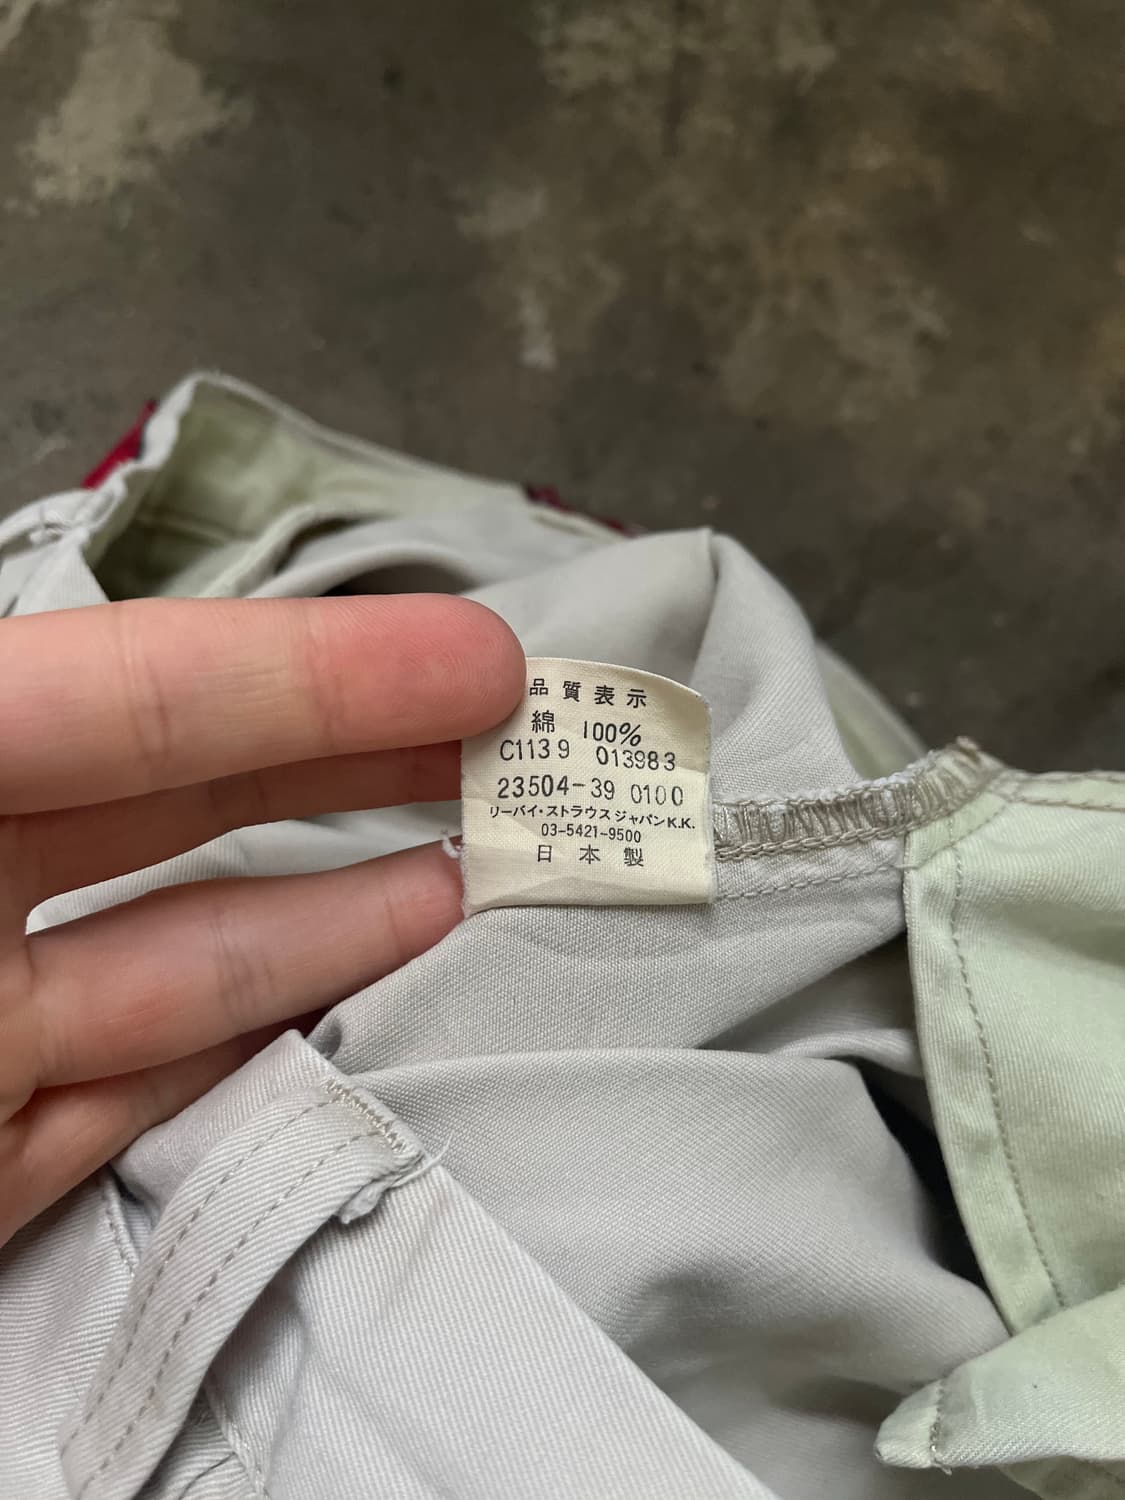 品質表示
綿 100%
C1139 013983
23504-39 0100
リーバイ・ストラウス ジャパンK.K.
03-5421-9500
日本製